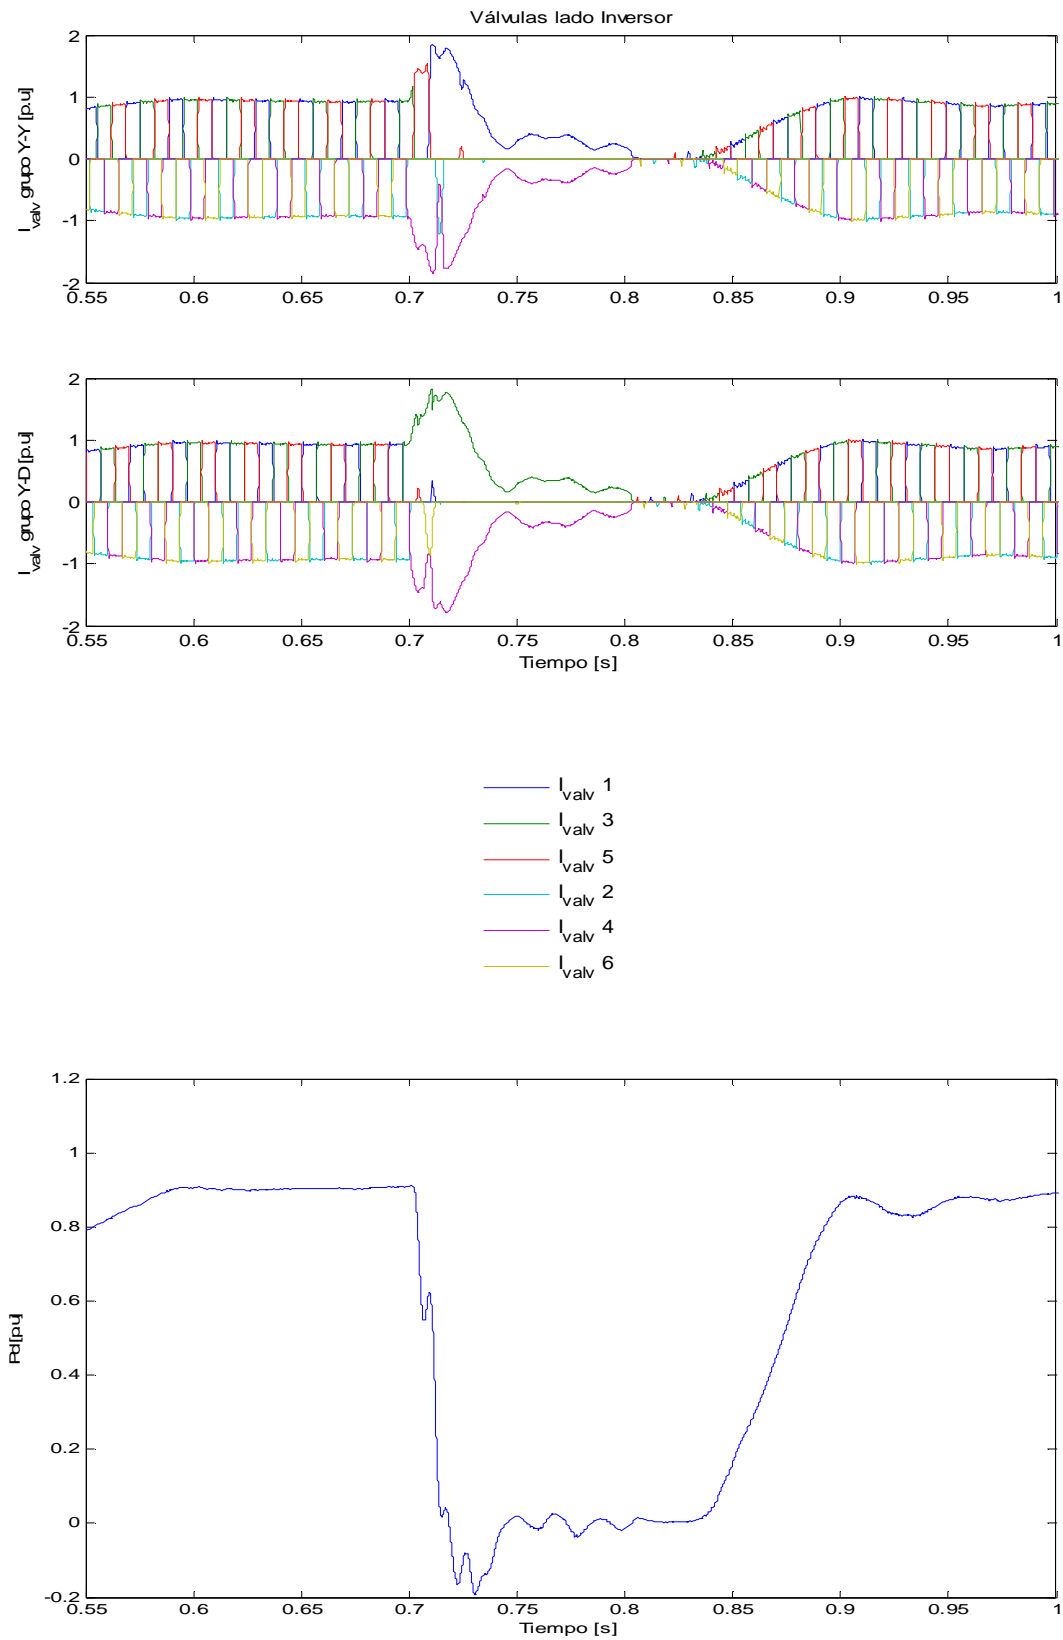 Válvulas lado Inversor
I_valv grupo Y-Y [p.u]
2
1
0
-1
-2
0.55 0.6 0.65 0.7 0.75 0.8 0.85 0.9 0.95 1
I_valv grupo Y-D [p.u]
2
1
0
-1
-2
0.55 0.6 0.65 0.7 0.75 0.8 0.85 0.9 0.95 1
Tiempo [s]
I_valv 1
I_valv 3
I_valv 5
I_valv 2
I_valv 4
I_valv 6
Pd[p.u]
1.2
1
0.8
0.6
0.4
0.2
0
-0.2
0.55 0.6 0.65 0.7 0.75 0.8 0.85 0.9 0.95 1
Tiempo [s]